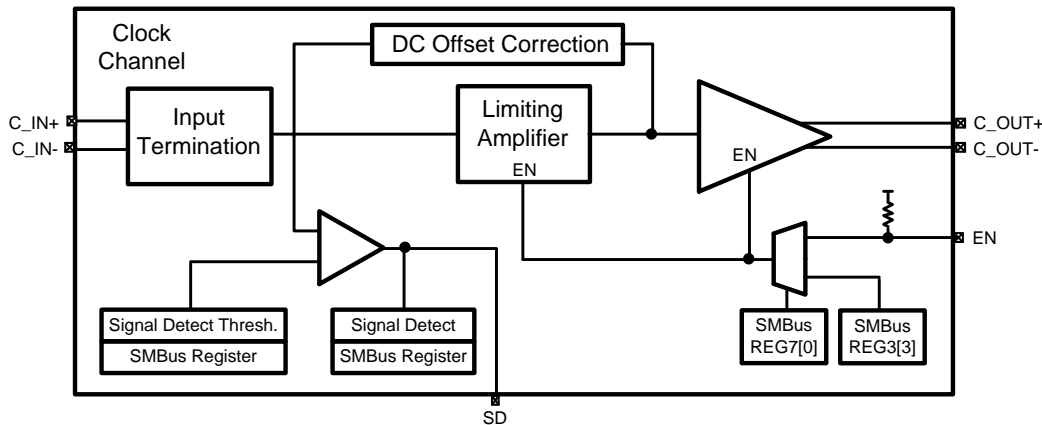 Clock
Channel
DC Offset Correction
C_IN+
C_IN-
Input
Termination
Limiting
Amplifier
EN
EN
C_OUT+
C_OUT-
EN
Signal Detect Thresh.
SMBus Register
Signal Detect
SMBus Register
SMBus
REG7[0]
SMBus
REG3[3]
SD